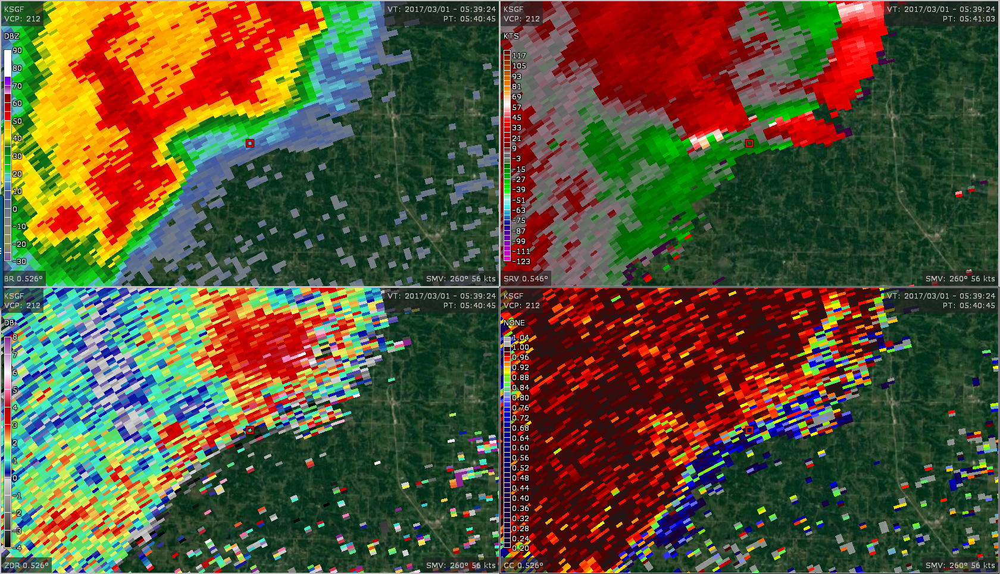 KSGF
VCP: 212
VT: 2017/03/01 - 05:39:24
PT: 05:40:45
DBZ
90
80
70
60
50
40
30
20
10
0
-10
-20
-30
BR 0.526°
SMV: 260° 56 kts
KSGF
VCP: 212
VT: 2017/03/01 - 05:39:24
PT: 05:41:03
KTS
117
105
93
81
69
57
45
33
21
9
-3
-15
-27
-39
-51
-63
-75
-87
-99
-111
-123
SRV 0.546°
SMV: 260° 56 kts
KSGF
VCP: 212
VT: 2017/03/01 - 05:39:24
PT: 05:40:45
DB
8
7
6
5
4
3
2
1
0
-1
-2
-3
-4
ZDR 0.526°
SMV: 260° 56 kts
KSGF
VCP: 212
VT: 2017/03/01 - 05:39:24
PT: 05:40:45
NONE
1.04
1.00
0.96
0.92
0.88
0.84
0.80
0.76
0.72
0.68
0.64
0.60
0.56
0.52
0.48
0.44
0.40
0.36
0.32
0.28
0.24
0.20
CC 0.526°
SMV: 260° 56 kts